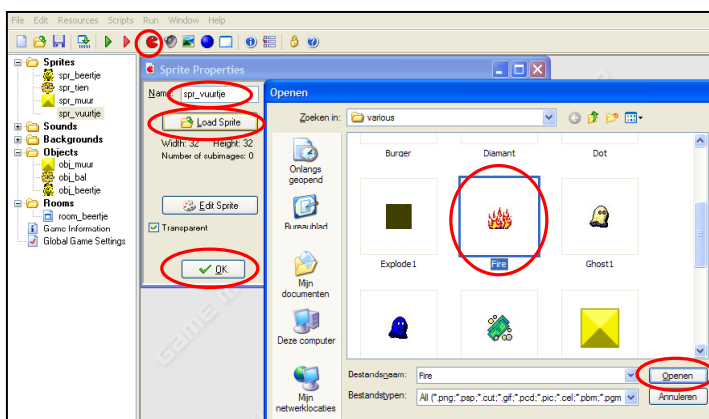 File Edit Resources Scripts Run Window Help
Sprites
spr_beertje
spr_tien
spr_muur
spr_vuurtje
Sounds
Backgrounds
Objects
obj_muur
obj_bal
obj_beertje
Rooms
room_beertje
Game Information
Global Game Settings
Sprite Properties
Name: spr_vuurtje
Load Sprite
Width: 32 Height: 32
Number of subimages: 0
Edit Sprite
Transparent
OK
Openen
Zoeken in: various
Onlangs
geopend
Bureaublad
Mijn
documenten
Deze computer
Mijn
netwerklocaties
Burger
Diamant
Dot
Explode1
Fire
Ghost1
Bestandsnaam: Fire
Openen
Bestandstypen: All (*.png;*.psp;*.cut;*.gif;*.pcd;*.pic;*.cel;*.pbm;*.pgm
Annuleren